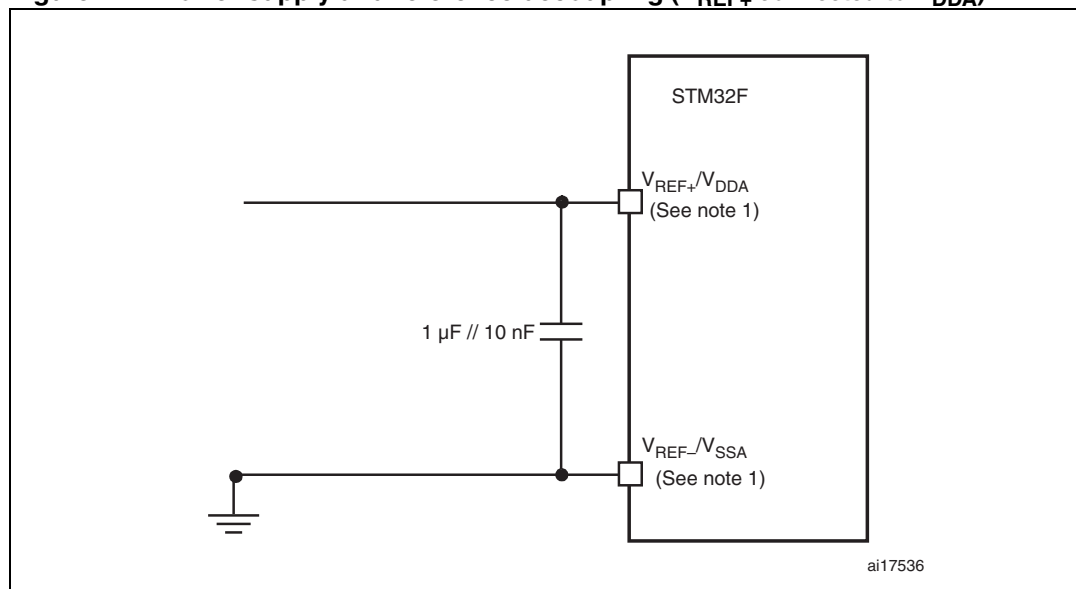 STM32F
V_REF+/V_DDA
(See note 1)
1 µF // 10 nF
V_REF–/V_SSA
(See note 1)
ai17536